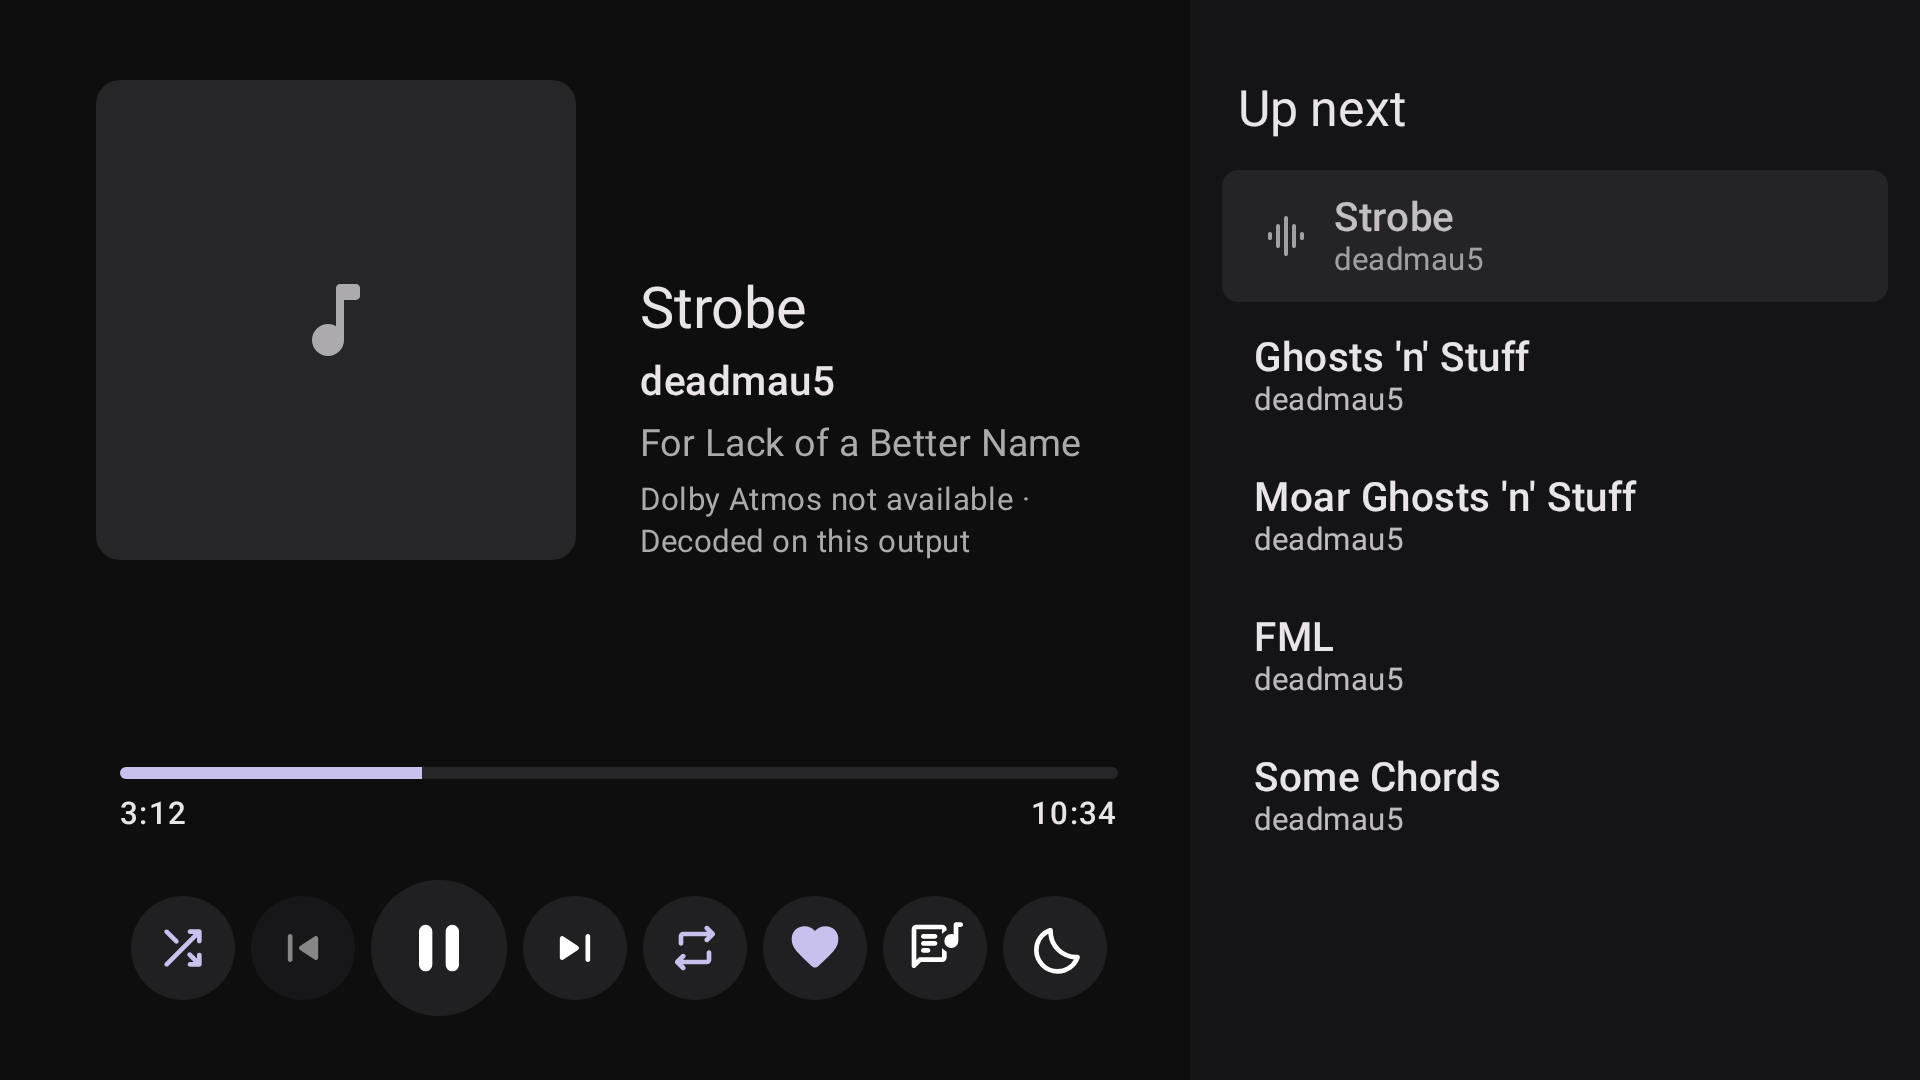 Strobe
deadmau5
For Lack of a Better Name
Dolby Atmos not available ·
Decoded on this output
3:12
10:34
Up next
Strobe
deadmau5
Ghosts 'n' Stuff
deadmau5
Moar Ghosts 'n' Stuff
deadmau5
FML
deadmau5
Some Chords
deadmau5